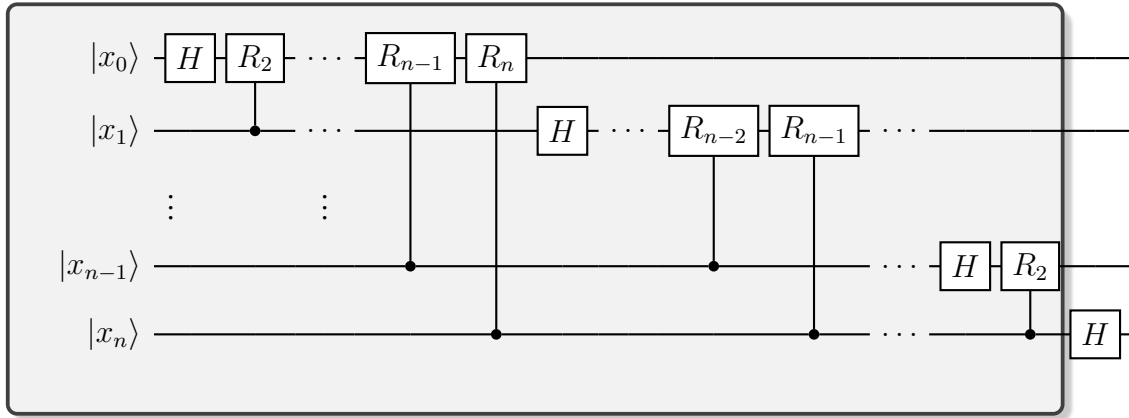 |x₀⟩ H R₂ ⋯ Rₙ₋₁ Rₙ
|x₁⟩ ⋯ H ⋯ Rₙ₋₂ Rₙ₋₁ ⋯
⋮ ⋮
|xₙ₋₁⟩ ⋯ H R₂
|xₙ⟩ ⋯ H